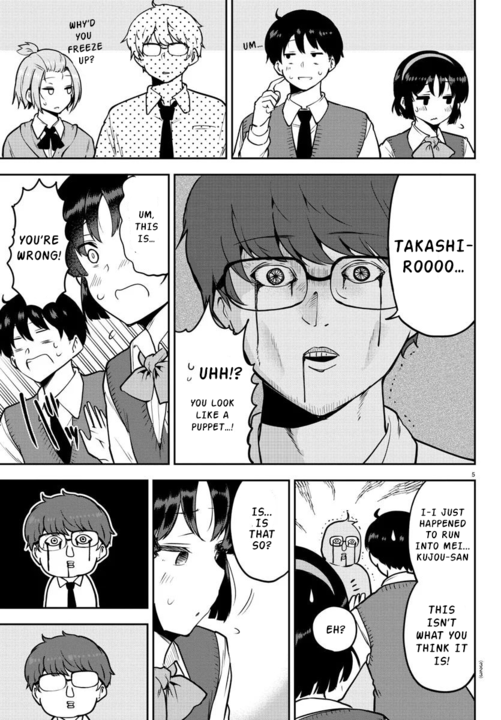 UM...
WHY'D
YOU
FREEZE
UP?
TAKASHI-
ROOOO...
UHH!?
YOU LOOK
LIKE A
PUPPET...!
UM,
THIS
IS...
YOU'RE
WRONG!
5
I-I JUST
HAPPENED
TO RUN
INTO MEI...
KUJOU-SAN
THIS
ISN'T
WHAT YOU
THINK IT
IS!
EH?
IS...
IS
THAT
SO?